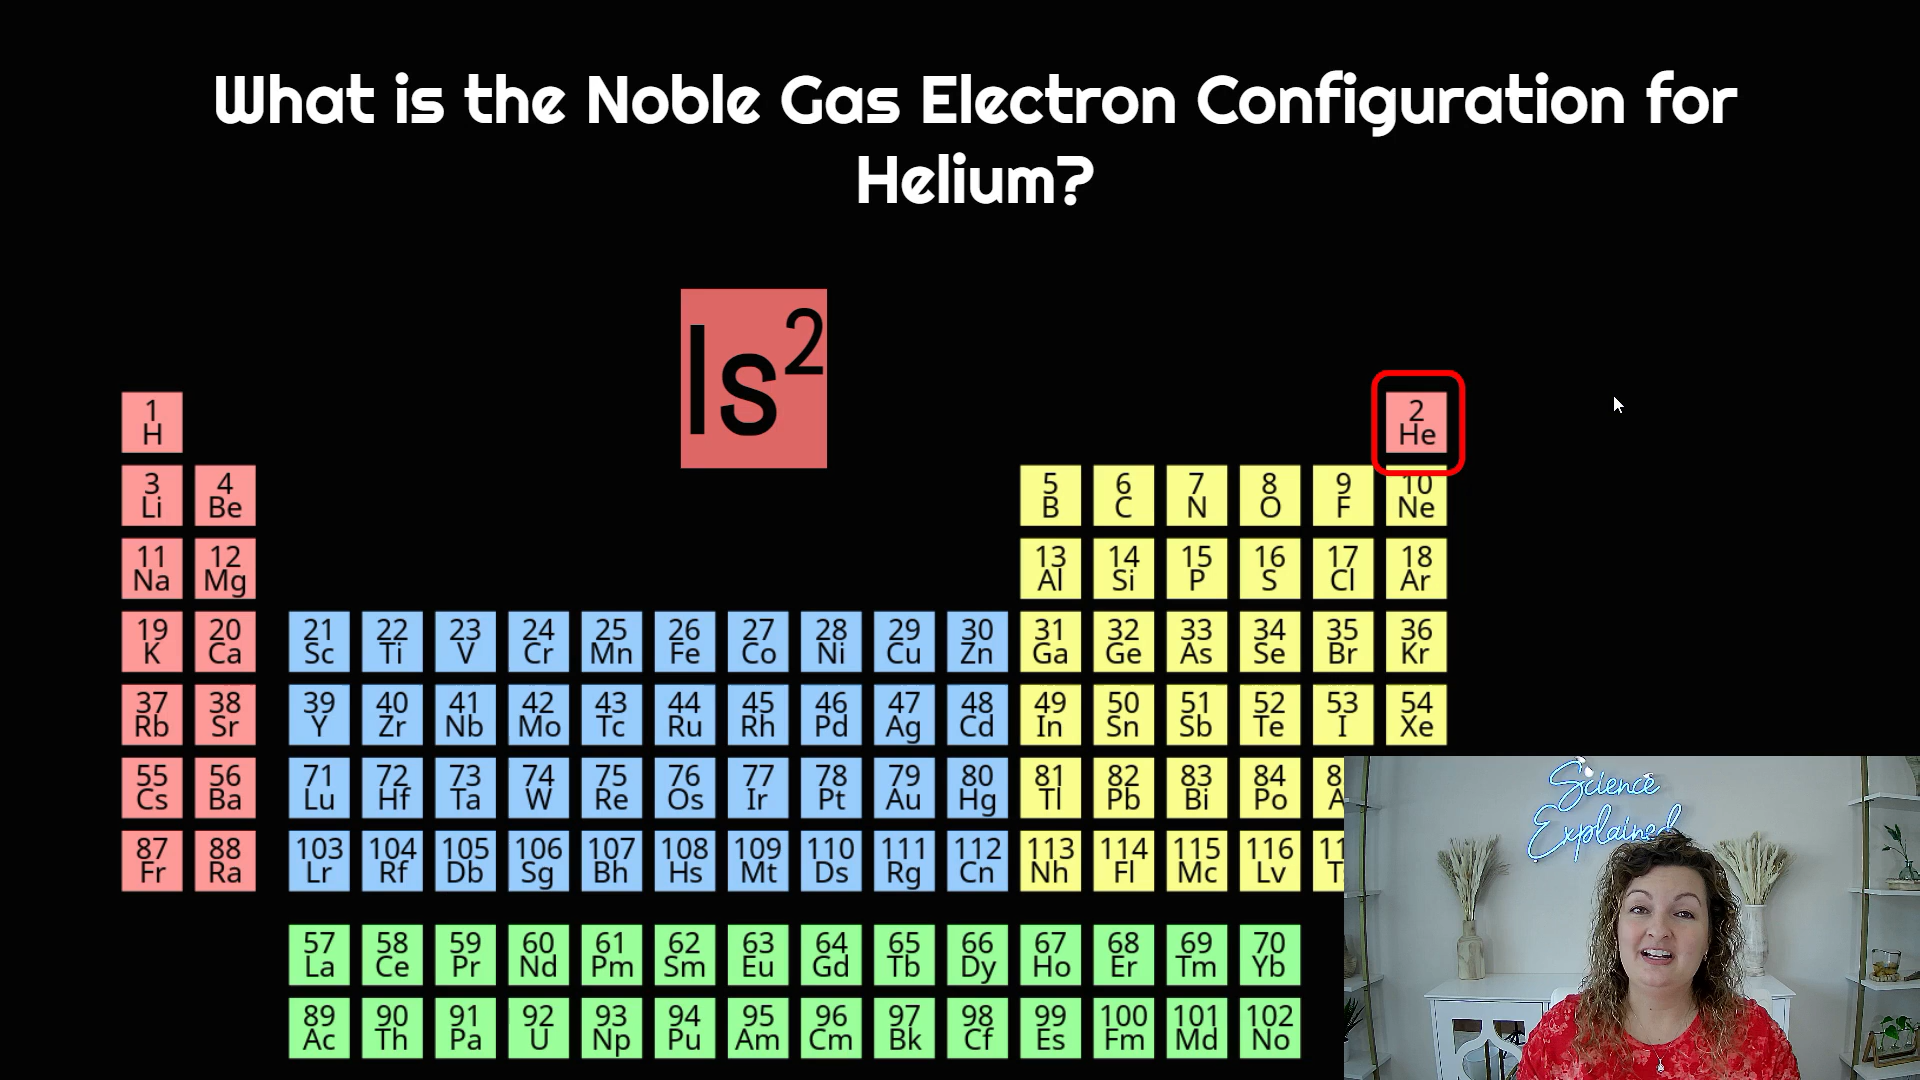 What is the Noble Gas Electron Configuration for
Helium?
1s²
1 H
2 He
3 Li
4 Be
5 B
6 C
7 N
8 O
9 F
10 Ne
11 Na
12 Mg
13 Al
14 Si
15 P
16 S
17 Cl
18 Ar
19 K
20 Ca
21 Sc
22 Ti
23 V
24 Cr
25 Mn
26 Fe
27 Co
28 Ni
29 Cu
30 Zn
31 Ga
32 Ge
33 As
34 Se
35 Br
36 Kr
37 Rb
38 Sr
39 Y
40 Zr
41 Nb
42 Mo
43 Tc
44 Ru
45 Rh
46 Pd
47 Ag
48 Cd
49 In
50 Sn
51 Sb
52 Te
53 I
54 Xe
55 Cs
56 Ba
71 Lu
72 Hf
73 Ta
74 W
75 Re
76 Os
77 Ir
78 Pt
79 Au
80 Hg
81 Tl
82 Pb
83 Bi
84 Po
87 Fr
88 Ra
103 Lr
104 Rf
105 Db
106 Sg
107 Bh
108 Hs
109 Mt
110 Ds
111 Rg
112 Cn
113 Nh
114 Fl
115 Mc
116 Lv
57 La
58 Ce
59 Pr
60 Nd
61 Pm
62 Sm
63 Eu
64 Gd
65 Tb
66 Dy
67 Ho
68 Er
69 Tm
70 Yb
89 Ac
90 Th
91 Pa
92 U
93 Np
94 Pu
95 Am
96 Cm
97 Bk
98 Cf
99 Es
100 Fm
101 Md
102 No
Science
Explained